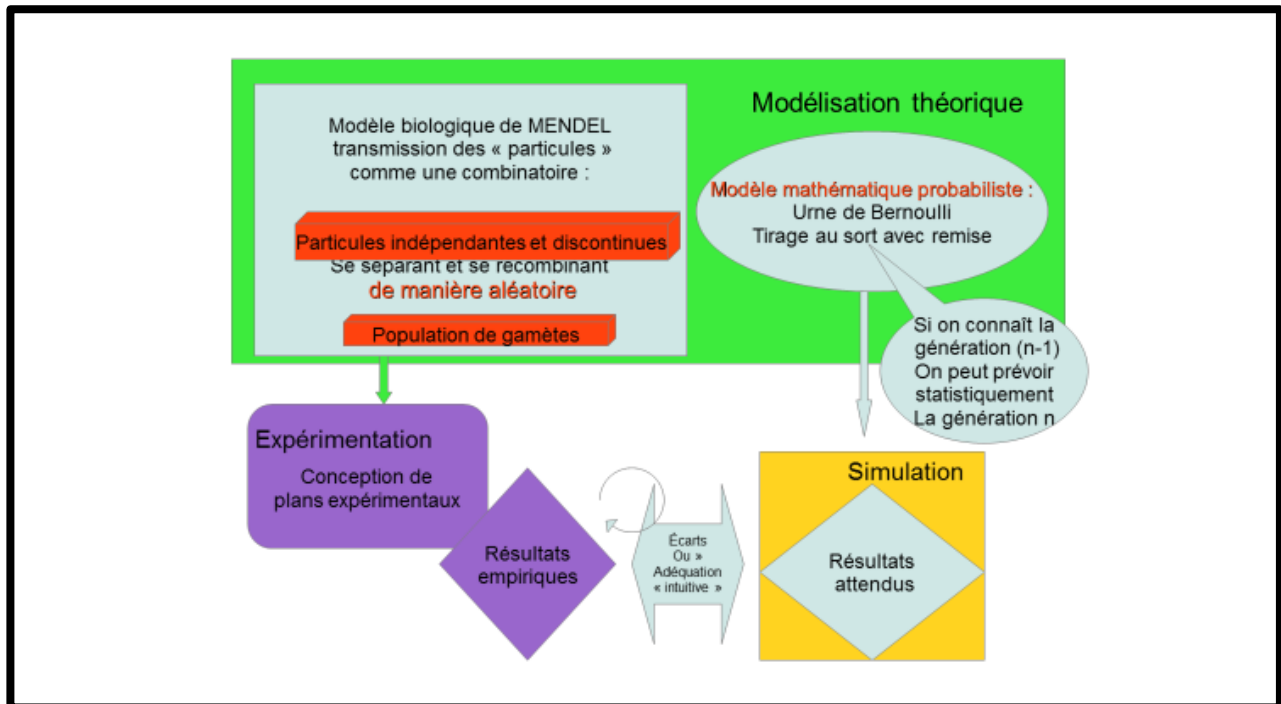 Modélisation théorique
Modèle biologique de MENDEL
transmission des « particules »
comme une combinatoire :
Particules indépendantes et discontinues
Se séparant et se recombinant
de manière aléatoire
Population de gamètes
Modèle mathématique probabiliste :
Urne de Bernoulli
Tirage au sort avec remise
Si on connaît la
génération (n-1)
On peut prévoir
statistiquement
La génération n
Expérimentation
Conception de
plans expérimentaux
Résultats
empiriques
Écarts
Ou »
Adéquation
« intuitive »
Simulation
Résultats
attendus